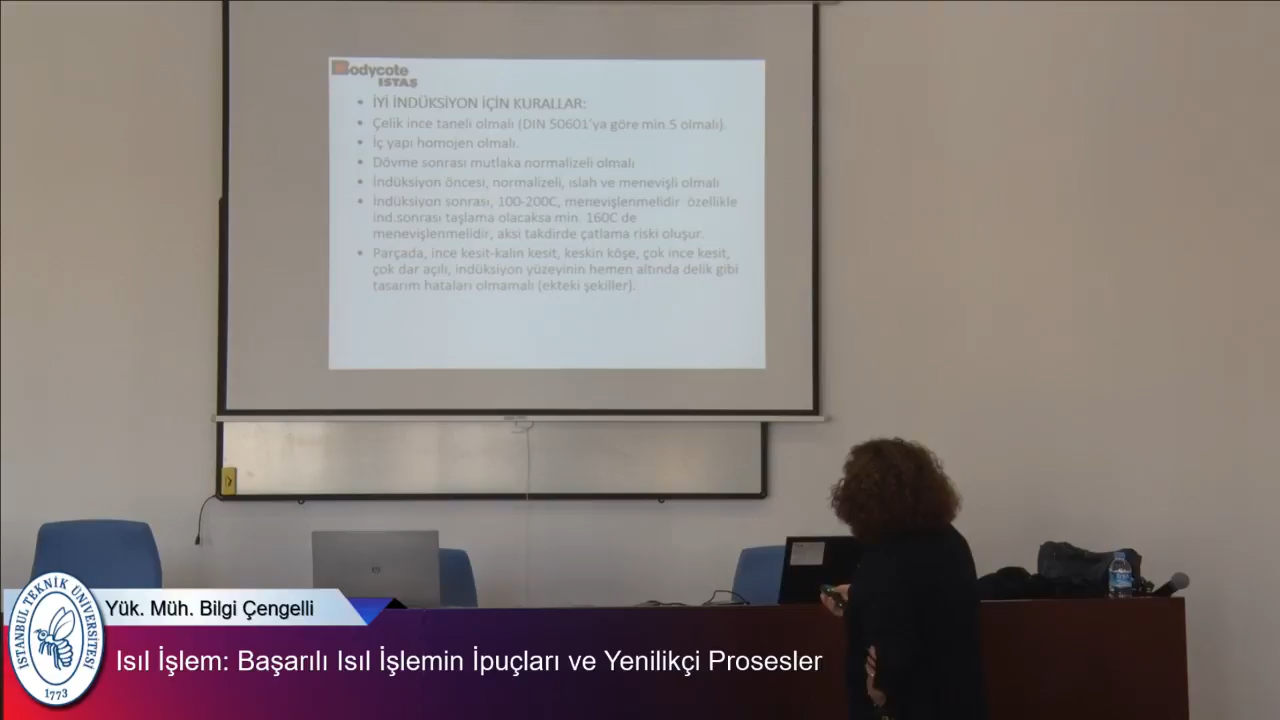 Bodycote
ISTAŞ
• İYİ İNDÜKSİYON İÇİN KURALLAR:
• Çelik ince taneli olmalı (DIN 50601'ya göre min.5 olmalı).
• İç yapı homojen olmalı.
• Dövme sonrası mutlaka normalizeli olmalı
• İndüksiyon öncesi, normalizeli, ıslah ve menevişli olmalı
• İndüksiyon sonrası, 100-200C, menevişlenmelidir özellikle
ind.sonrası taşlama olacaksa min. 160C de
menevişlenmelidir, aksi takdirde çatlama riski oluşur.
• Parçada, ince kesit-kalın kesit, keskin köşe, çok ince kesit,
çok dar açılı, indüksiyon yüzeyinin hemen altında delik gibi
tasarım hataları olmamalı (ekteki şekiller).
İSTANBUL TEKNİK ÜNİVERSİTESİ
1773
Yük. Müh. Bilgi Çengelli
Isıl İşlem: Başarılı Isıl İşlemin İpuçları ve Yenilikçi Prosesler